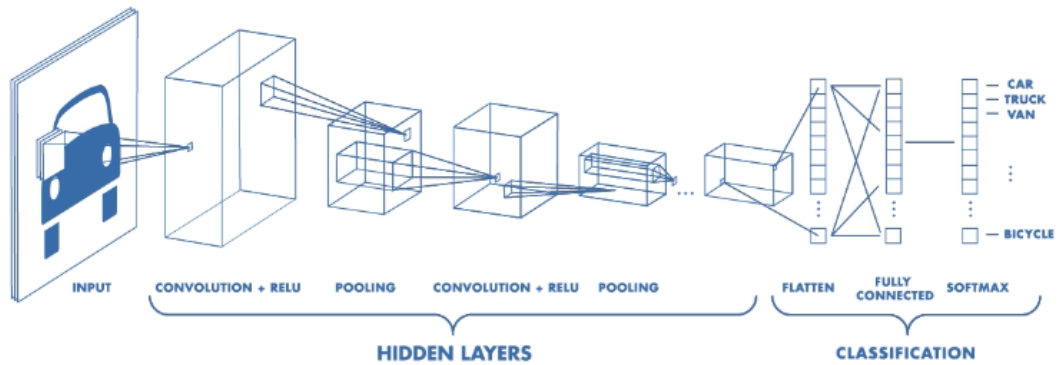 CAR
TRUCK
VAN
BICYCLE
INPUT
CONVOLUTION + RELU
POOLING
CONVOLUTION + RELU
POOLING
FLATTEN
FULLY
CONNECTED
SOFTMAX
HIDDEN LAYERS
CLASSIFICATION